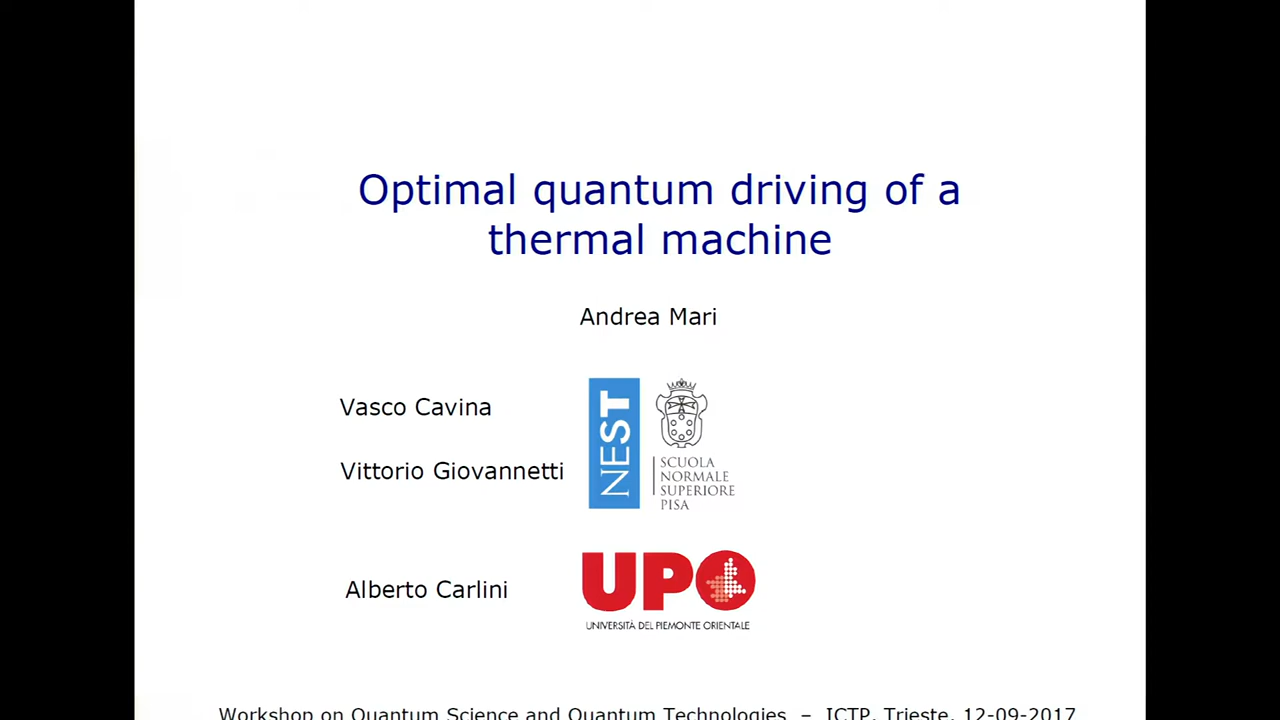 Optimal quantum driving of a
thermal machine
Andrea Mari
Vasco Cavina
Vittorio Giovannetti
NEST
SCUOLA
NORMALE
SUPERIORE
PISA
Alberto Carlini
UPO
UNIVERSITÀ DEL PIEMONTE ORIENTALE
Workshop on Quantum Science and Quantum Technologies – ICTP, Trieste, 12-09-2017